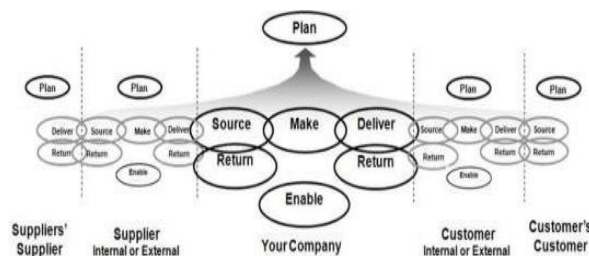 Plan
Plan Plan Plan Plan
Deliver Source Make Deliver Source Make Deliver Source Make Deliver Source
Return Return Return Return Return Return Return Return
Enable Enable
Enable
Suppliers' Supplier Your Company Customer Customer's
Supplier Internal or External Internal or External Customer